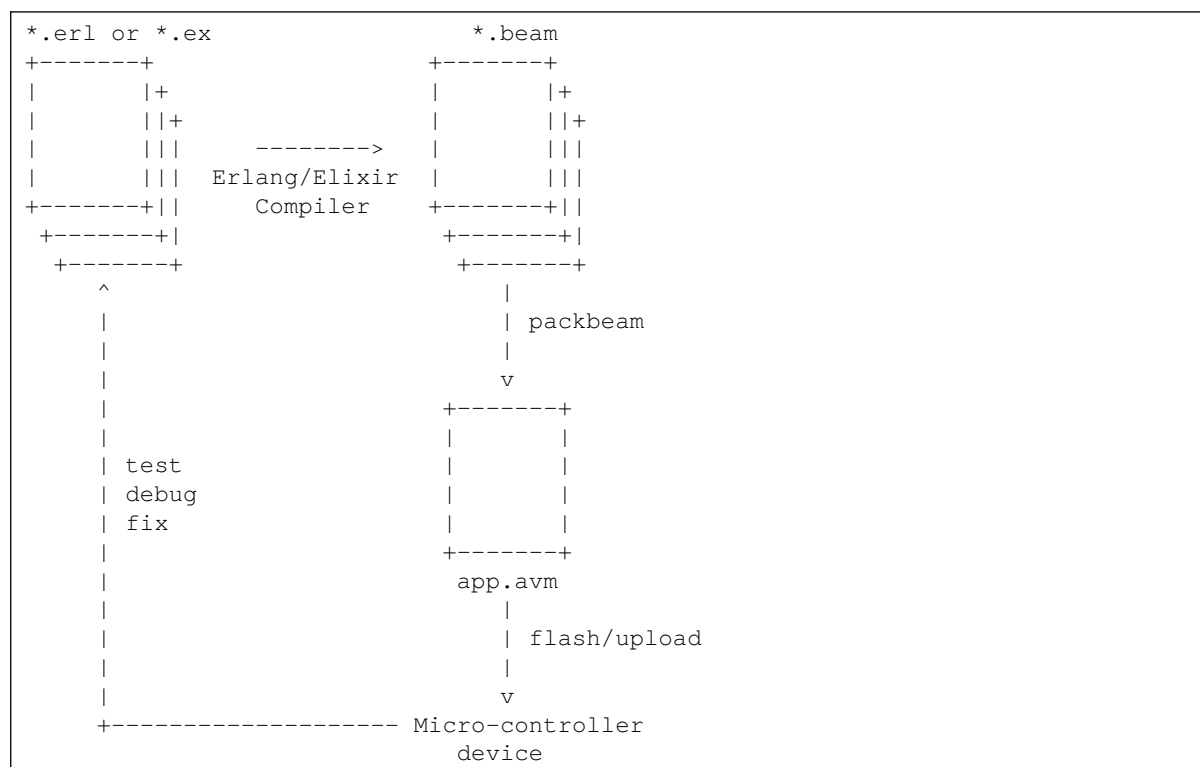 *.erl or *.ex                    *.beam
Erlang/Elixir
Compiler
packbeam
test
debug
fix
app.avm
flash/upload
Micro-controller
device